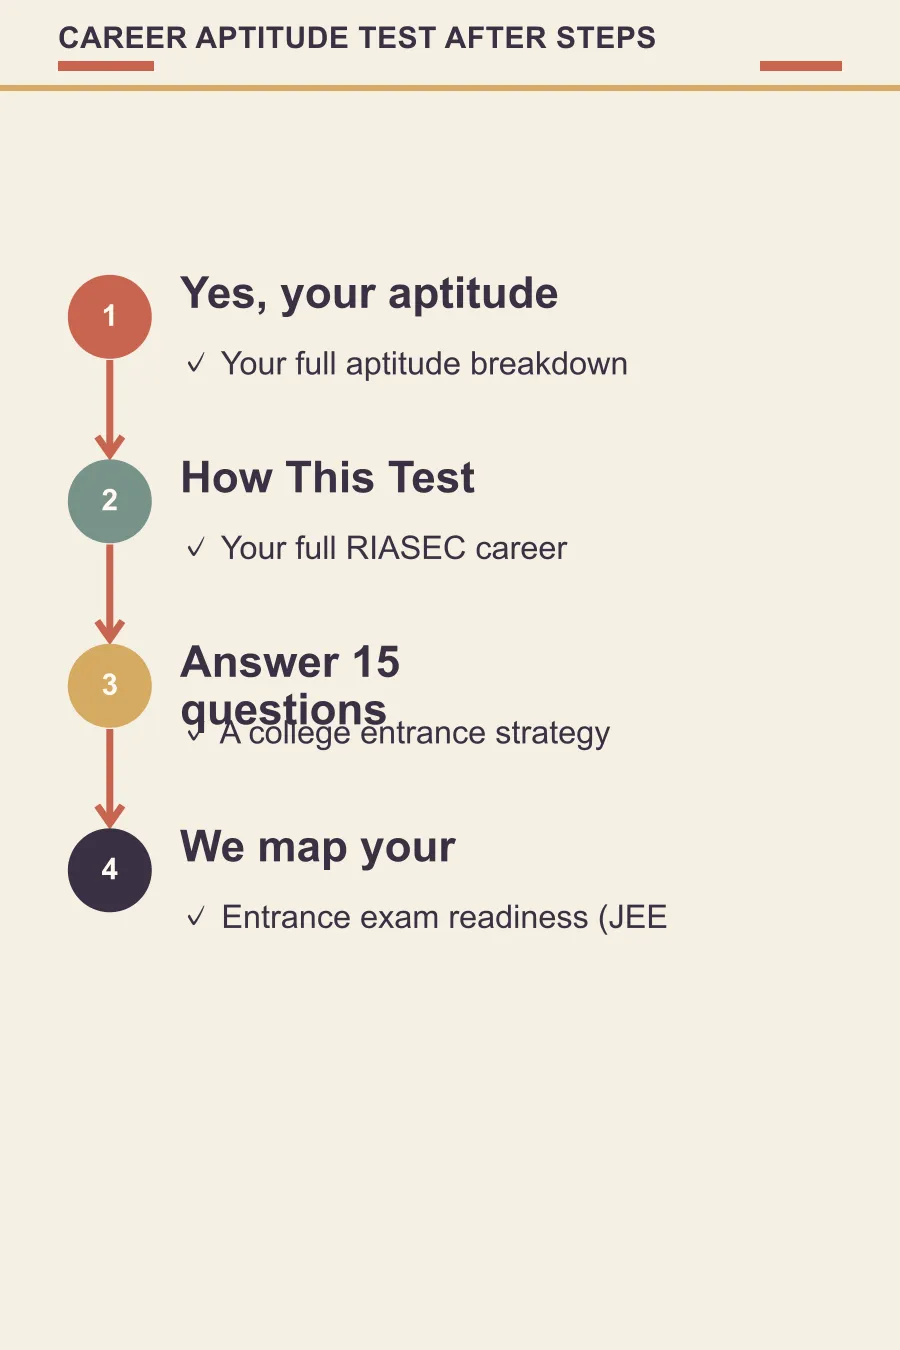 CAREER APTITUDE TEST AFTER STEPS
1
Yes, your aptitude
✓ Your full aptitude breakdown
2
How This Test
✓ Your full RIASEC career
3
Answer 15
questions
✓ A college entrance strategy
4
We map your
✓ Entrance exam readiness (JEE